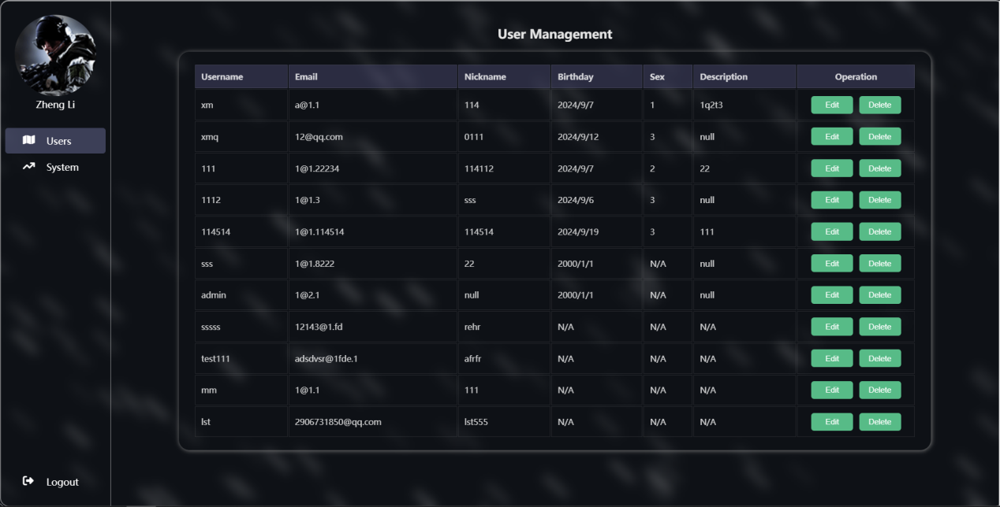 User Management
Zheng Li
Users
System
Logout
Username Email Nickname Birthday Sex Description Operation
xm a@1.1 114 2024/9/7 1 1q2t3 Edit Delete
xmq 12@qq.com 0111 2024/9/12 3 null Edit Delete
111 1@1.22234 114112 2024/9/7 2 22 Edit Delete
1112 1@1.3 sss 2024/9/6 3 null Edit Delete
114514 1@1.114514 114514 2024/9/19 3 111 Edit Delete
sss 1@1.8222 22 2000/1/1 N/A null Edit Delete
admin 1@2.1 null 2000/1/1 N/A null Edit Delete
sssss 12143@1.fd rehr N/A N/A N/A Edit Delete
test111 adsdvsr@1fde.1 afrfr N/A N/A N/A Edit Delete
mm 1@1.1 111 N/A N/A N/A Edit Delete
lst 2906731850@qq.com lst555 N/A N/A N/A Edit Delete